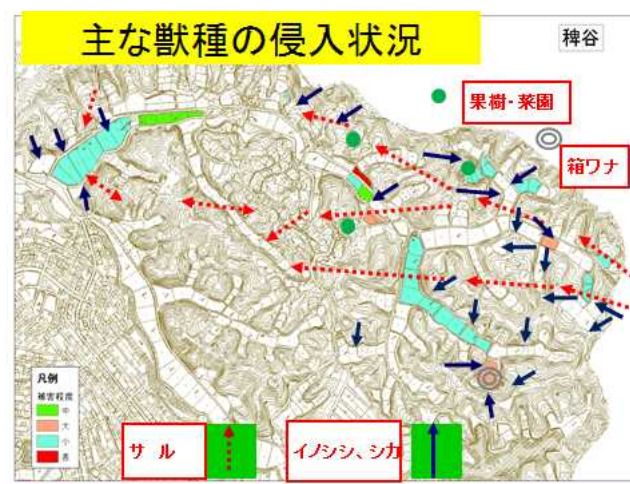 主な獣種の侵入状況
稗谷
果樹・菜園
箱ワナ
凡例
被害程度
中
大
小
サル
イノシシ、シカ